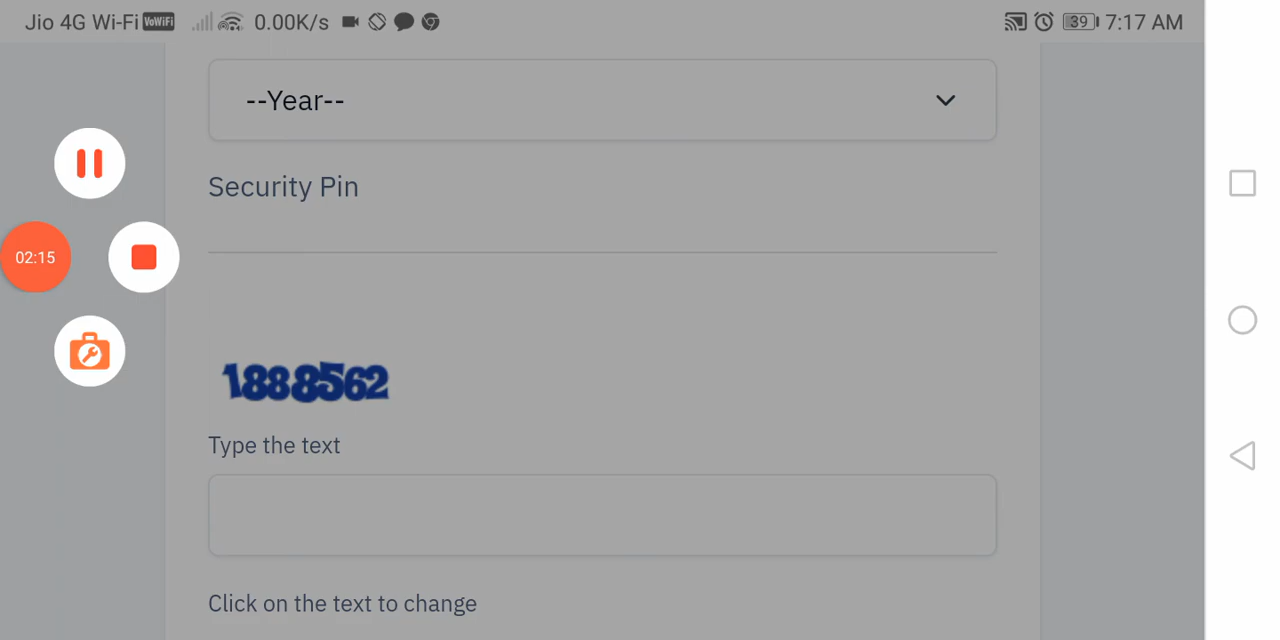 Jio 4G Wi-Fi VoWiFi 0.00K/s 39 7:17 AM
--Year--
Security Pin
02:15
1888562
Type the text
Click on the text to change